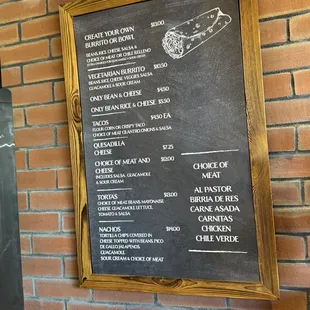 CREATE YOUR OWN $13.00
BURRITO OR BOWL
BEANS, RICE, CHEESE, SALSA &
CHOICE OF MEAT OR CHILE RELLENO
VEGETARIAN BURRITO $10.50
BEANS, RICE, CHEESE, VEGGIES, SALSA,
GUACAMOLE & SOUR CREAM
ONLY BEAN & CHEESE $4.50
ONLY BEAN, RICE & CHEESE $5.50
TACOS $4.50 EA
FLOUR CORN OR CRISPY TACO
CHOICE OF MEAT CILANTRO ONIONS & SALSA
QUESADILLA
CHEESE $7.25
CHOICE OF MEAT AND $12.00
CHEESE
INCLUDES SALSA, GUACAMOLE
& SOUR CREAM
TORTAS $13.00
CHOICE OF MEAT, BEANS, MAYONNAISE
CHEESE, GUACAMOLE, LETTUCE,
TOMATO & SALSA
NACHOS $14.00
TORTILLA CHIPS COVERED IN
CHEESE TOPPED WITH BEANS, PICO
DE GALLO, JALAPENOS,
GUACAMOLE,
SOUR CREAM & CHOICE OF MEAT
CHOICE OF
MEAT
AL PASTOR
BIRRIA DE RES
CARNE ASADA
CARNITAS
CHICKEN
CHILE VERDE